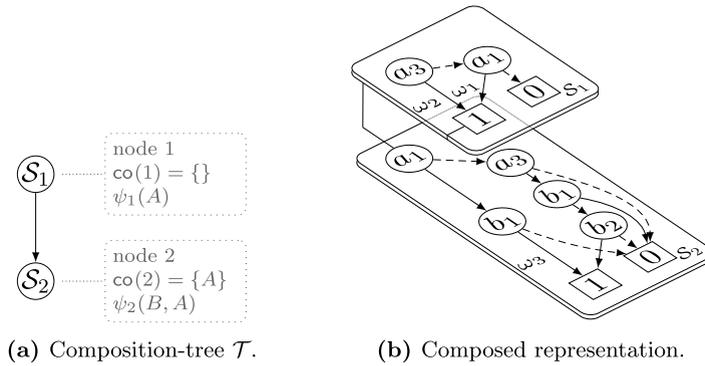 S₁
node 1
co(1) = {}
ψ₁(A)
S₂
node 2
co(2) = {A}
ψ₂(B, A)
(a) Composition-tree T.
a₃
a₁
ω₂
ω₁
0
S₁
1
a₁
a₃
b₁
b₁
b₂
ω₃
0
S₂
1
(b) Composed representation.